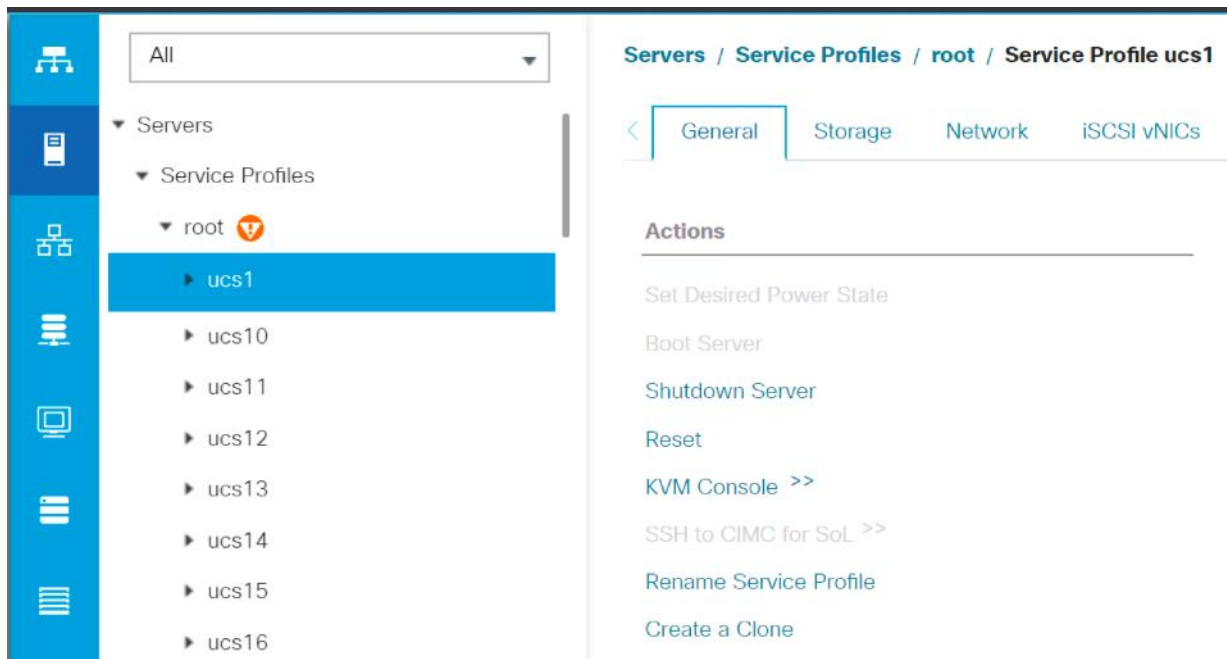 All
Servers
Service Profiles
root
ucs1
ucs10
ucs11
ucs12
ucs13
ucs14
ucs15
ucs16
Servers / Service Profiles / root / Service Profile ucs1
< General Storage Network iSCSI vNICs
Actions
Set Desired Power State
Boot Server
Shutdown Server
Reset
KVM Console >>
SSH to CIMC for SoL >>
Rename Service Profile
Create a Clone